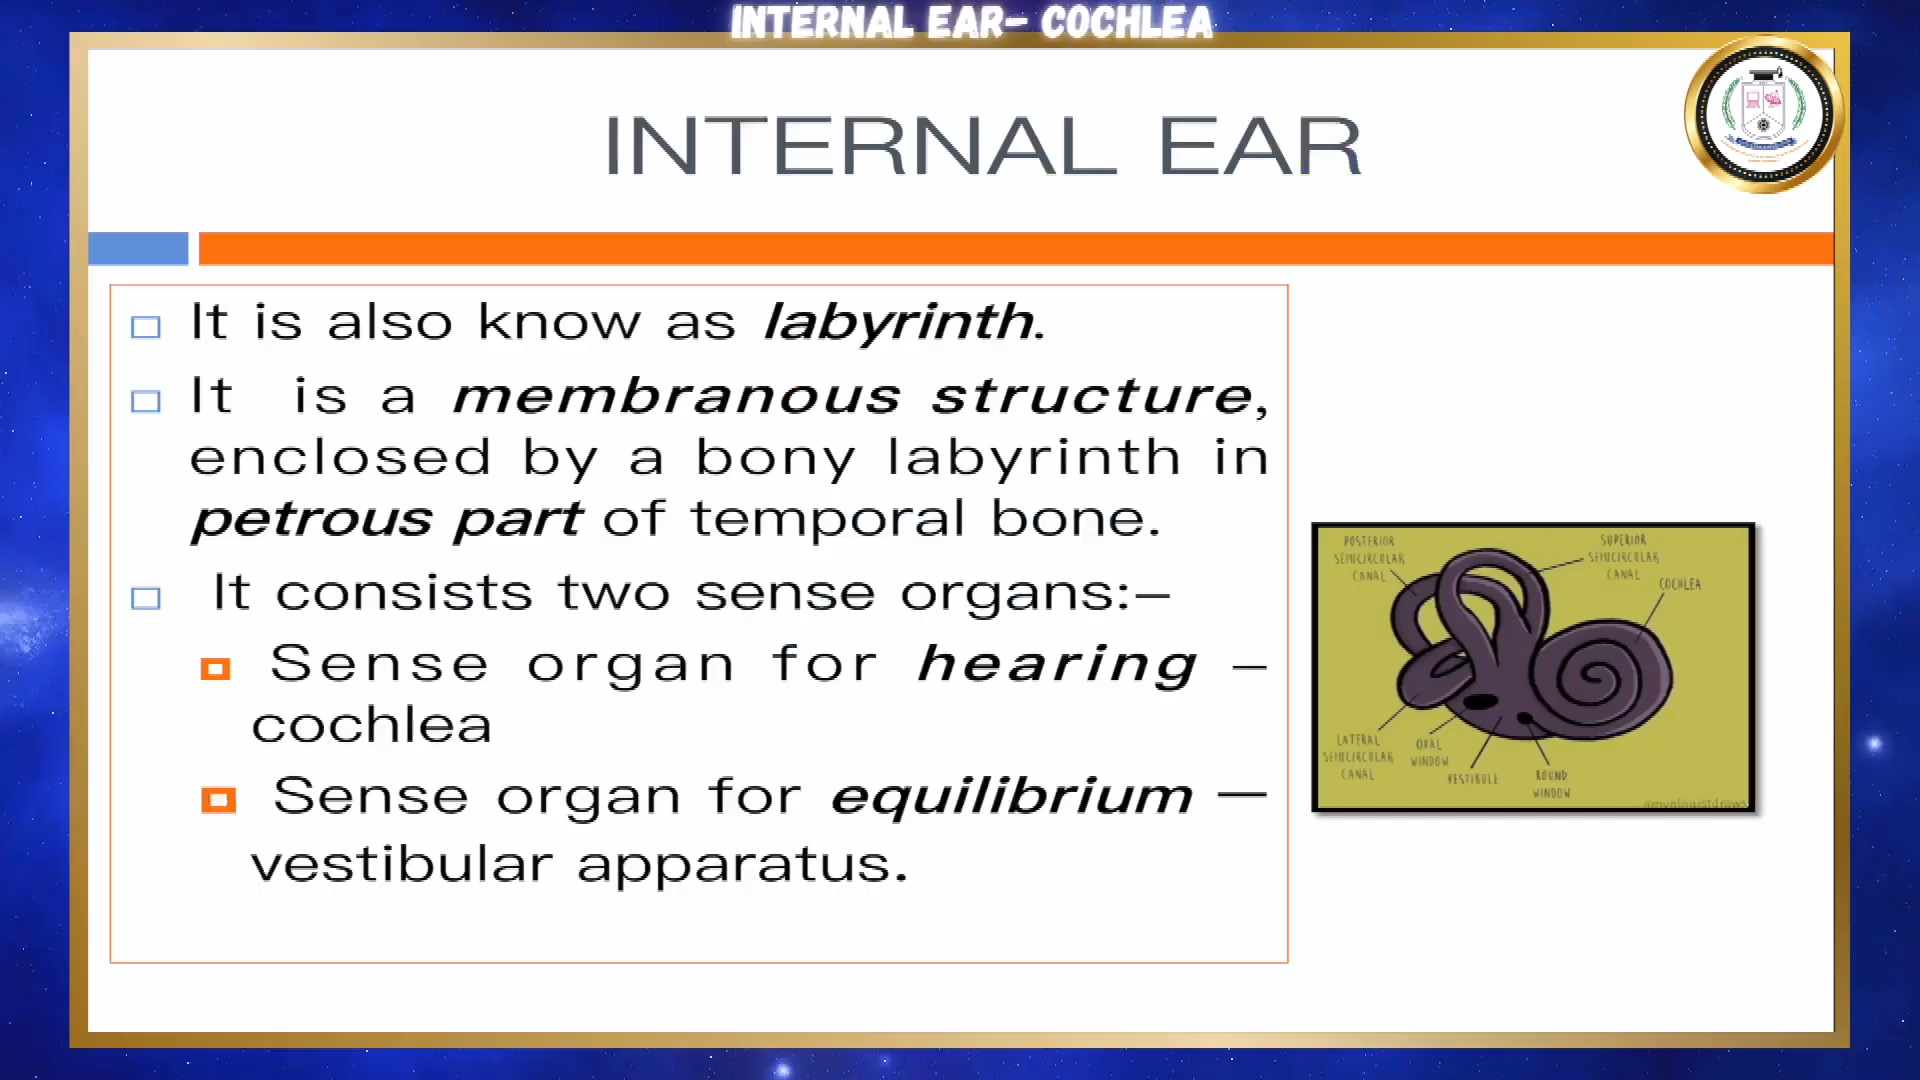 INTERNAL EAR- COCHLEA
INTERNAL EAR
It is also know as labyrinth.
It is a membranous structure,
enclosed by a bony labyrinth in
petrous part of temporal bone.
It consists two sense organs:–
Sense organ for hearing –
cochlea
Sense organ for equilibrium –
vestibular apparatus.
POSTERIOR
SEMICIRCULAR
CANAL
SUPERIOR
SEMICIRCULAR
CANAL
COCHLEA
LATERAL
SEMICIRCULAR
CANAL
OVAL
WINDOW
VESTIBULE
ROUND
WINDOW